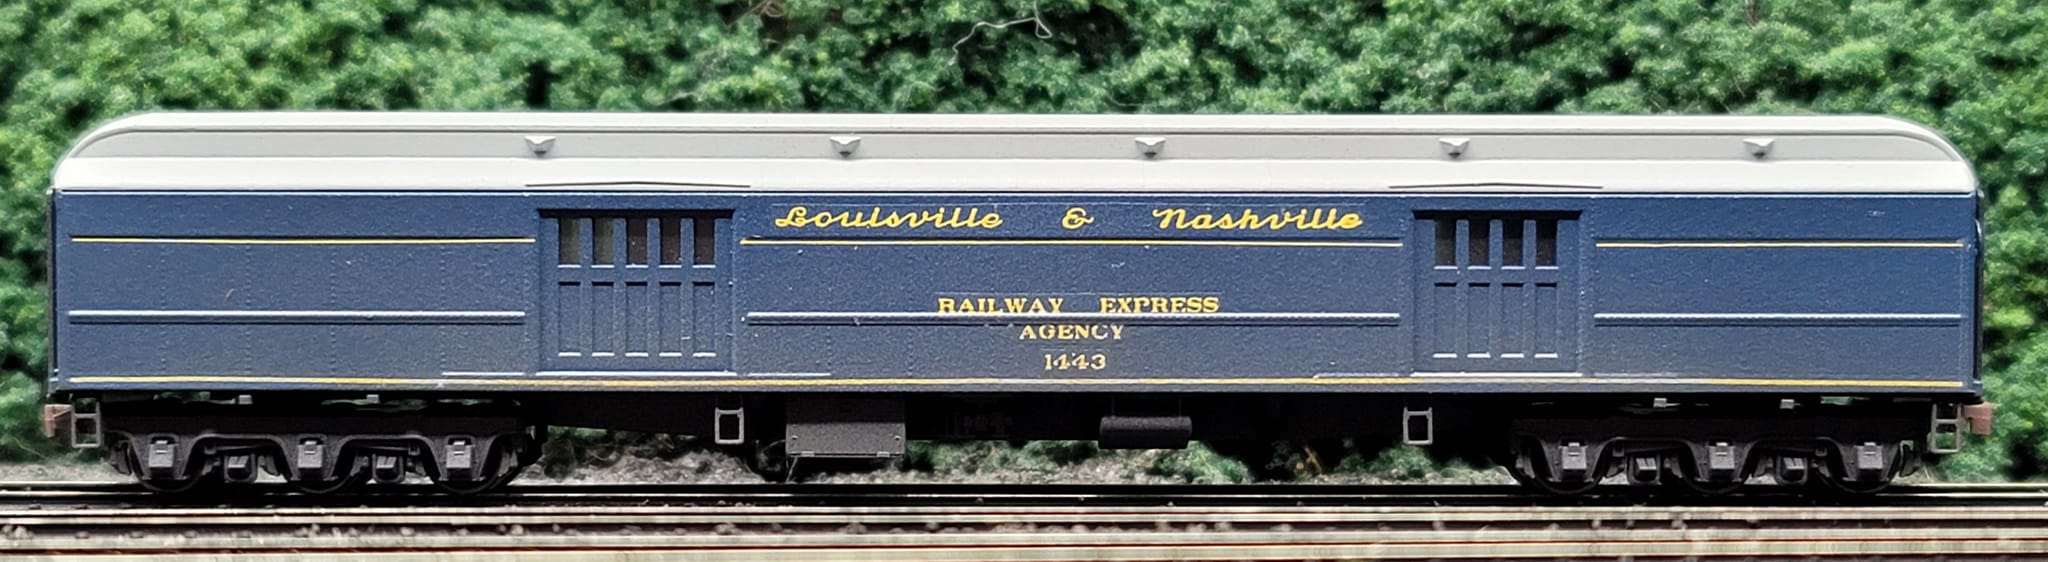 Louisville & Nashville
RAILWAY EXPRESS
AGENCY
1443